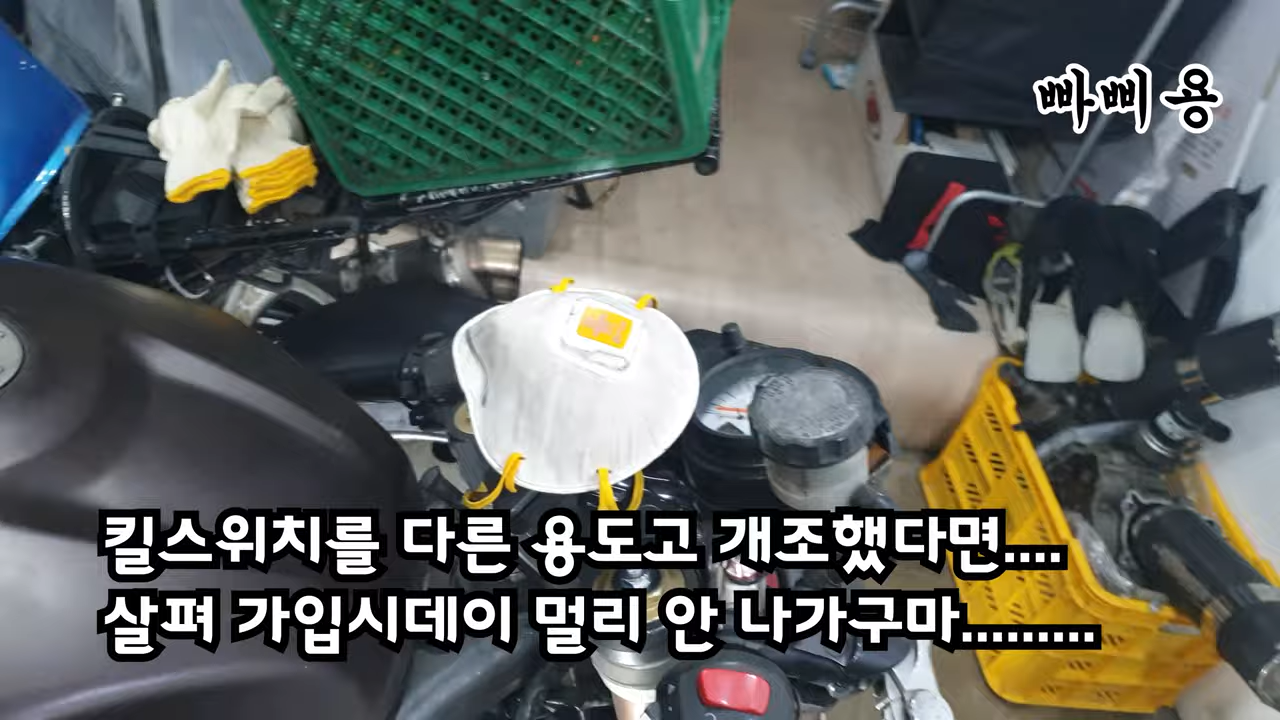 빠삐용
킬스위치를 다른 용도고 개조했다면....
살펴 가입시데이 멀리 안 나가구마.........